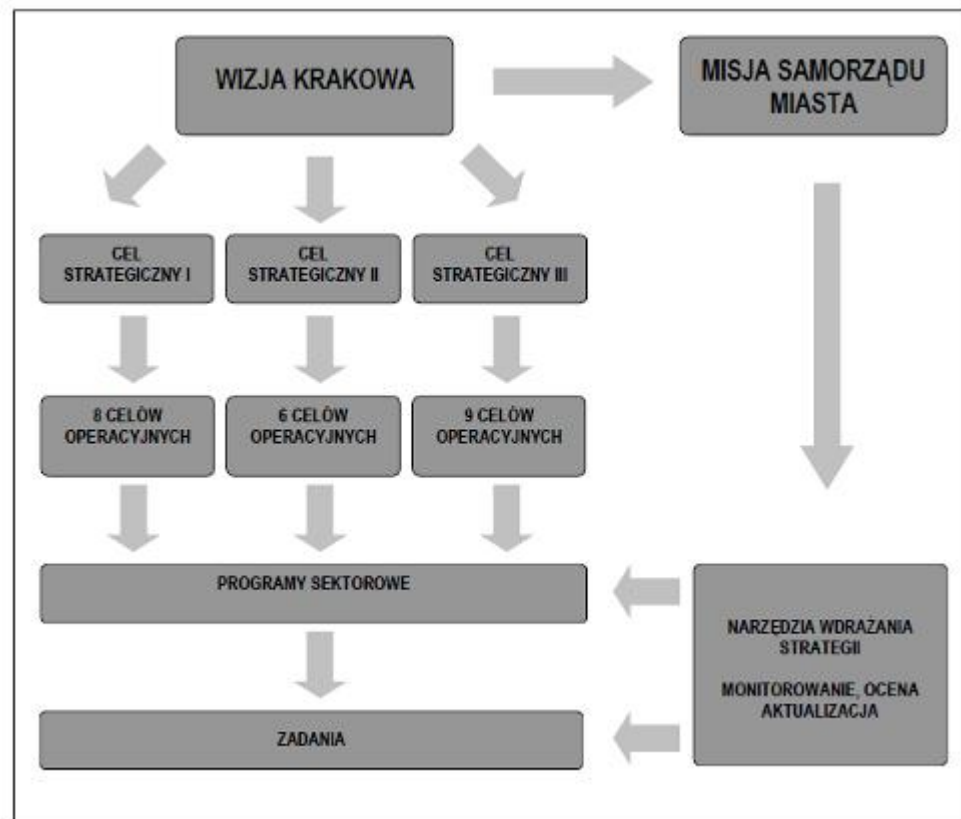 WIZJA KRAKOWA
MISJA SAMORZĄDU
MIASTA
CEL
STRATEGICZNY I
CEL
STRATEGICZNY II
CEL
STRATEGICZNY III
8 CELÓW
OPERACYJNYCH
6 CELÓW
OPERACYJNYCH
9 CELÓW
OPERACYJNYCH
PROGRAMY SEKTOROWE
NARZĘDZIA WDRAŻANIA
STRATEGII
MONITOROWANIE, OCENA
AKTUALIZACJA
ZADANIA